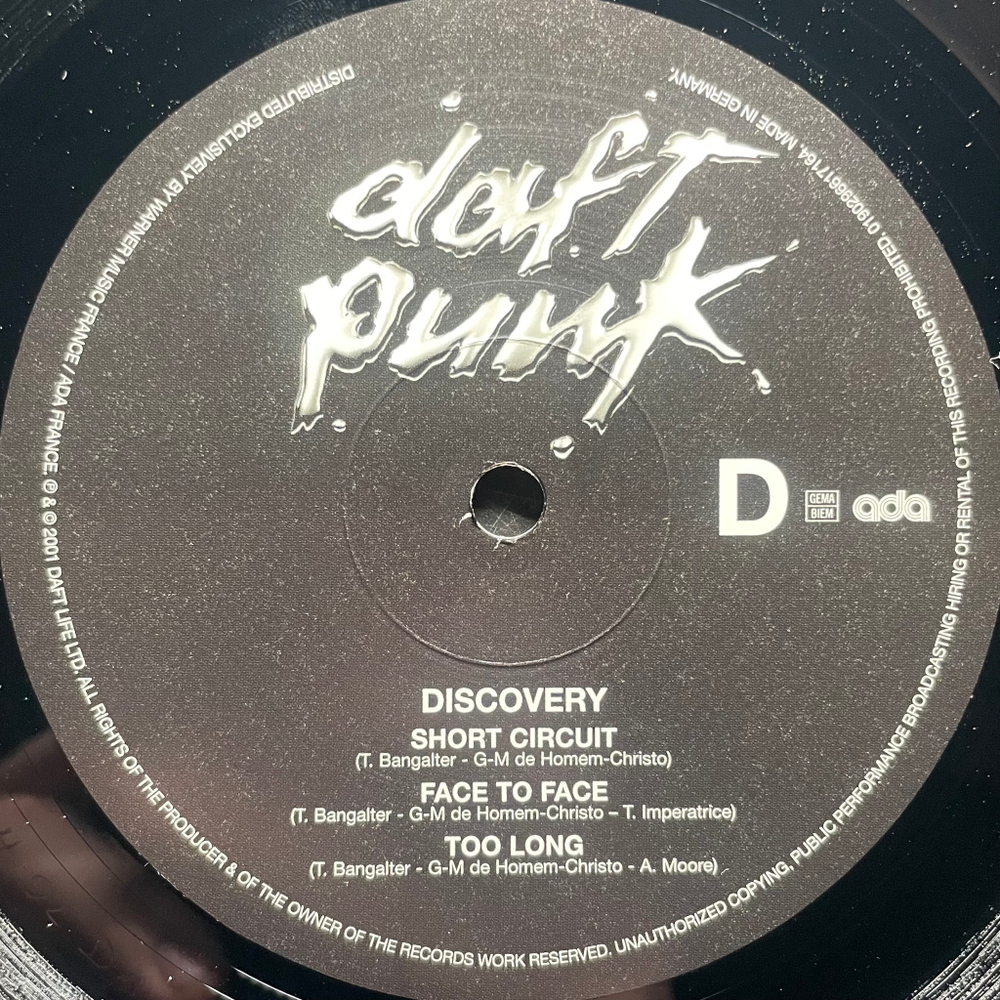 daft
punk
D
GEMA
BIEM
ada
DISCOVERY
SHORT CIRCUIT
(T. Bangalter - G-M de Homem-Christo)
FACE TO FACE
(T. Bangalter - G-M de Homem-Christo – T. Imperatrice)
TOO LONG
(T. Bangalter - G-M de Homem-Christo - A. Moore)
DISTRIBUTED EXCLUSIVELY BY WARNER MUSIC FRANCE / ADA FRANCE. ℗ & © 2001 DAFT LIFE LTD. ALL RIGHTS OF THE PRODUCER & OF THE OWNER OF THE RECORDS WORK RESERVED. UNAUTHORIZED COPYING, PUBLIC PERFORMANCE BROADCASTING HIRING OR RENTAL OF THIS RECORDING PROHIBITED. 0190296617164. MADE IN GERMANY.